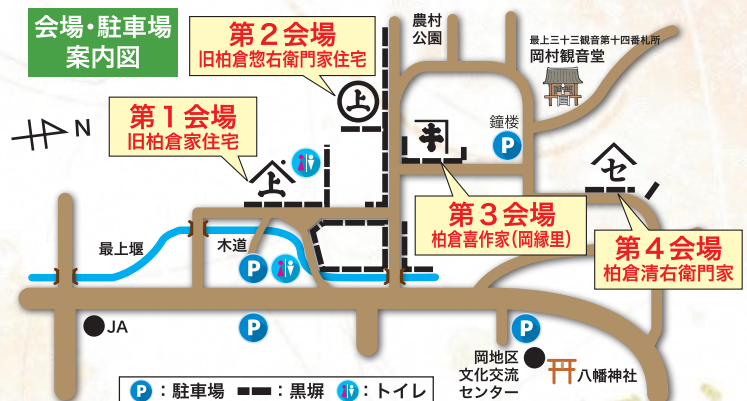 会場・駐車場
案内図
第2会場
旧柏倉惣右衛門家住宅
農村
公園
最上三十三観音第十四番札所
岡村観音堂
上
N
第1会場
旧柏倉家住宅
上
キ
鐘楼
P
セ
第3会場
柏倉喜作家(岡縁里)
第4会場
柏倉清右衛門家
最上堰
木道
P
JA
P
P
岡地区
文化交流
センター
八幡神社
P:駐車場 :黒塀 :トイレ